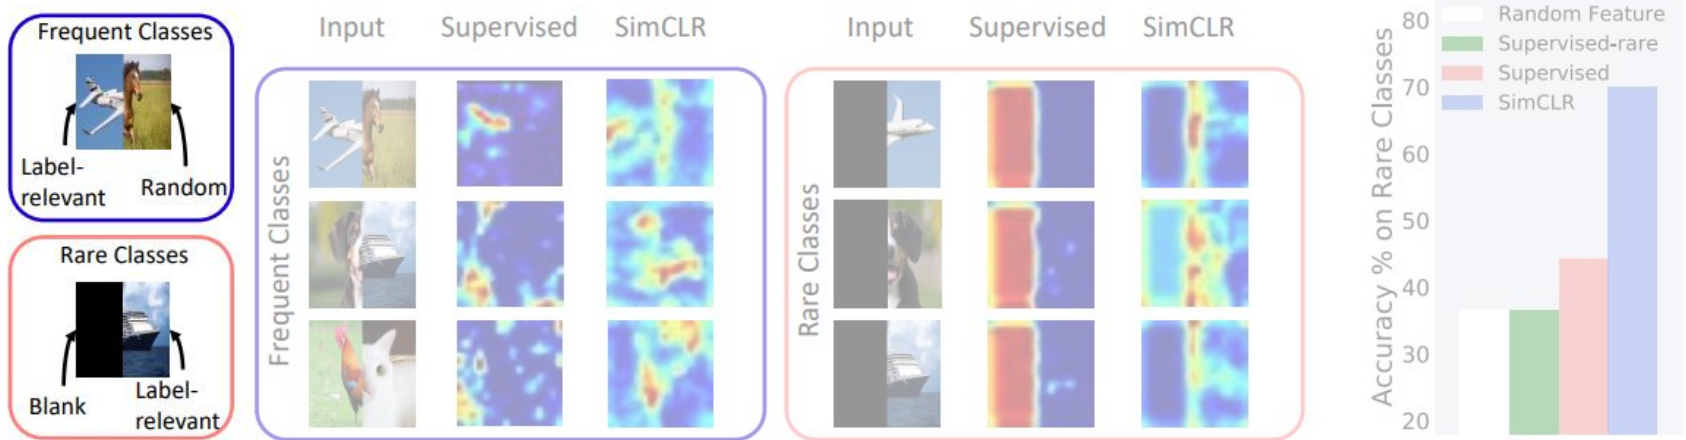 Frequent Classes
Label-
relevant
Random
Rare Classes
Blank
Label-
relevant
Input Supervised SimCLR
Frequent Classes
Input Supervised SimCLR
Rare Classes
Accuracy % on Rare Classes
80
70
60
50
40
30
20
Random Feature
Supervised-rare
Supervised
SimCLR